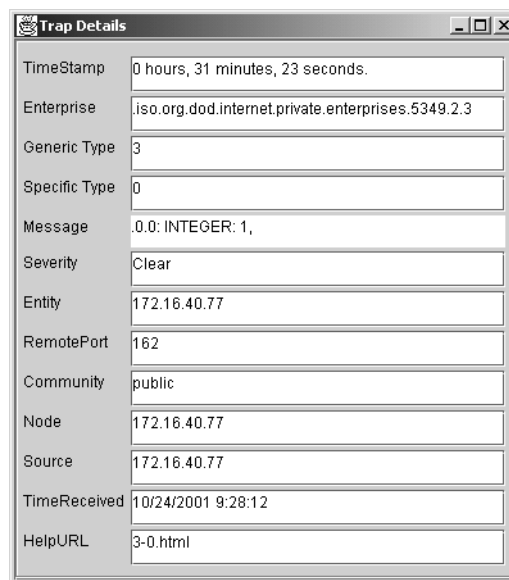 Trap Details
TimeStamp 0 hours, 31 minutes, 23 seconds.
Enterprise .iso.org.dod.internet.private.enterprises.5349.2.3
Generic Type 3
Specific Type 0
Message .0.0: INTEGER: 1,
Severity Clear
Entity 172.16.40.77
RemotePort 162
Community public
Node 172.16.40.77
Source 172.16.40.77
TimeReceived 10/24/2001 9:28:12
HelpURL 3-0.html